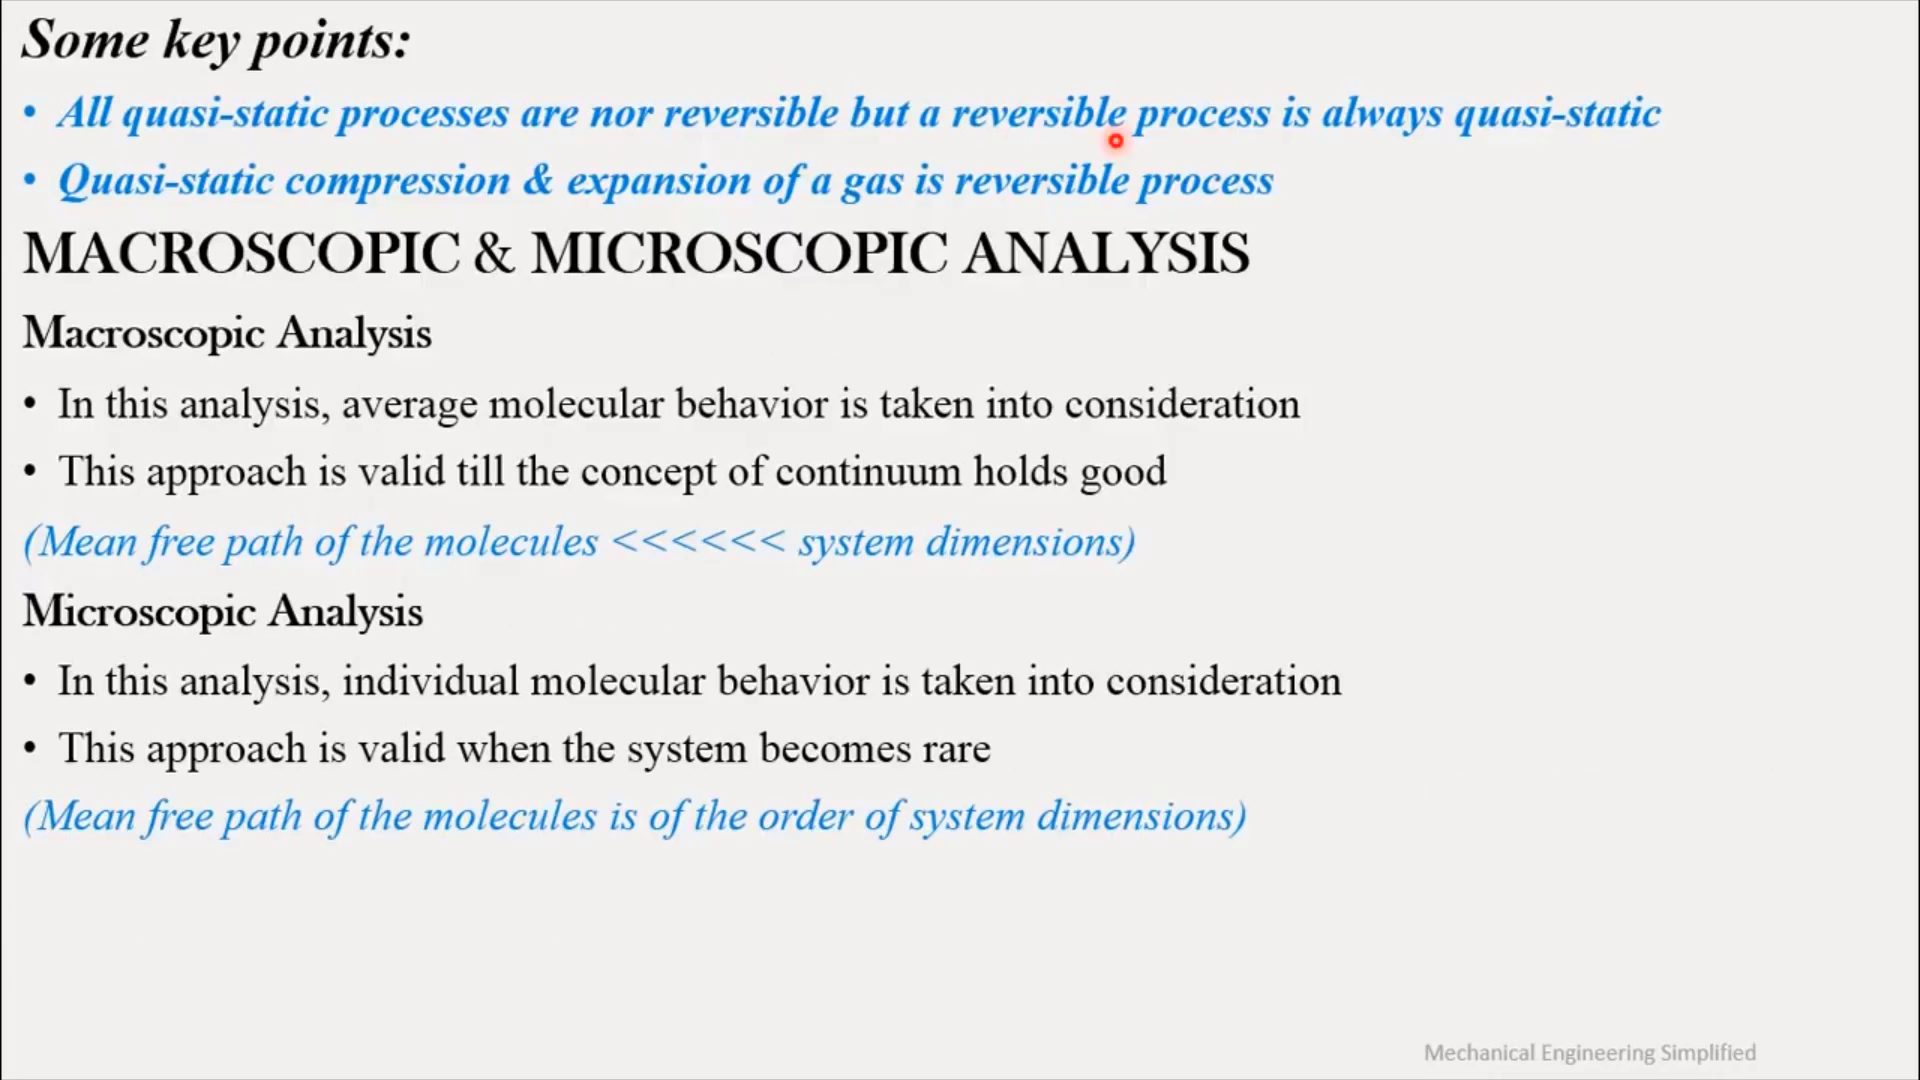 Some key points:
• All quasi-static processes are nor reversible but a reversible process is always quasi-static
• Quasi-static compression & expansion of a gas is reversible process
MACROSCOPIC & MICROSCOPIC ANALYSIS
Macroscopic Analysis
• In this analysis, average molecular behavior is taken into consideration
• This approach is valid till the concept of continuum holds good
(Mean free path of the molecules <<<<<< system dimensions)
Microscopic Analysis
• In this analysis, individual molecular behavior is taken into consideration
• This approach is valid when the system becomes rare
(Mean free path of the molecules is of the order of system dimensions)
Mechanical Engineering Simplified